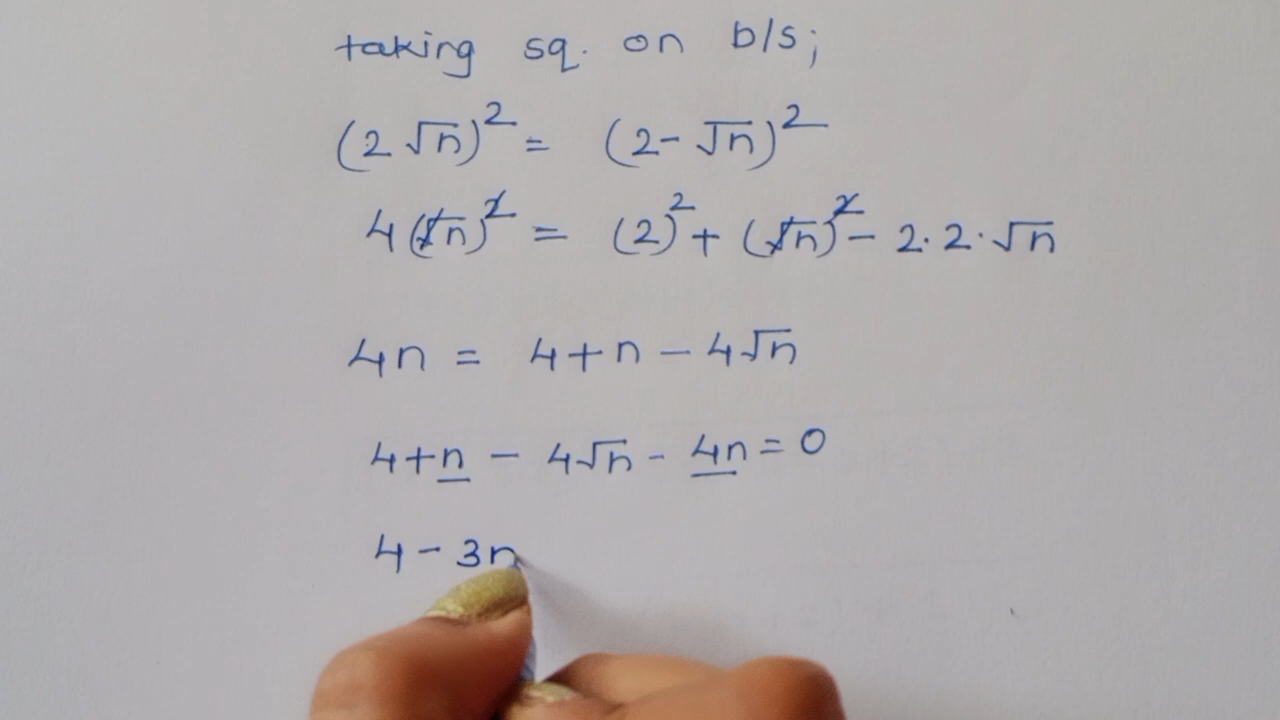 taking sq. on b/s;
(2√n)² = (2-√n)²
4(√n)² = (2)² + (√n)² - 2.2.√n
4n = 4+n-4√n
4+n - 4√n - 4n = 0
4-3n